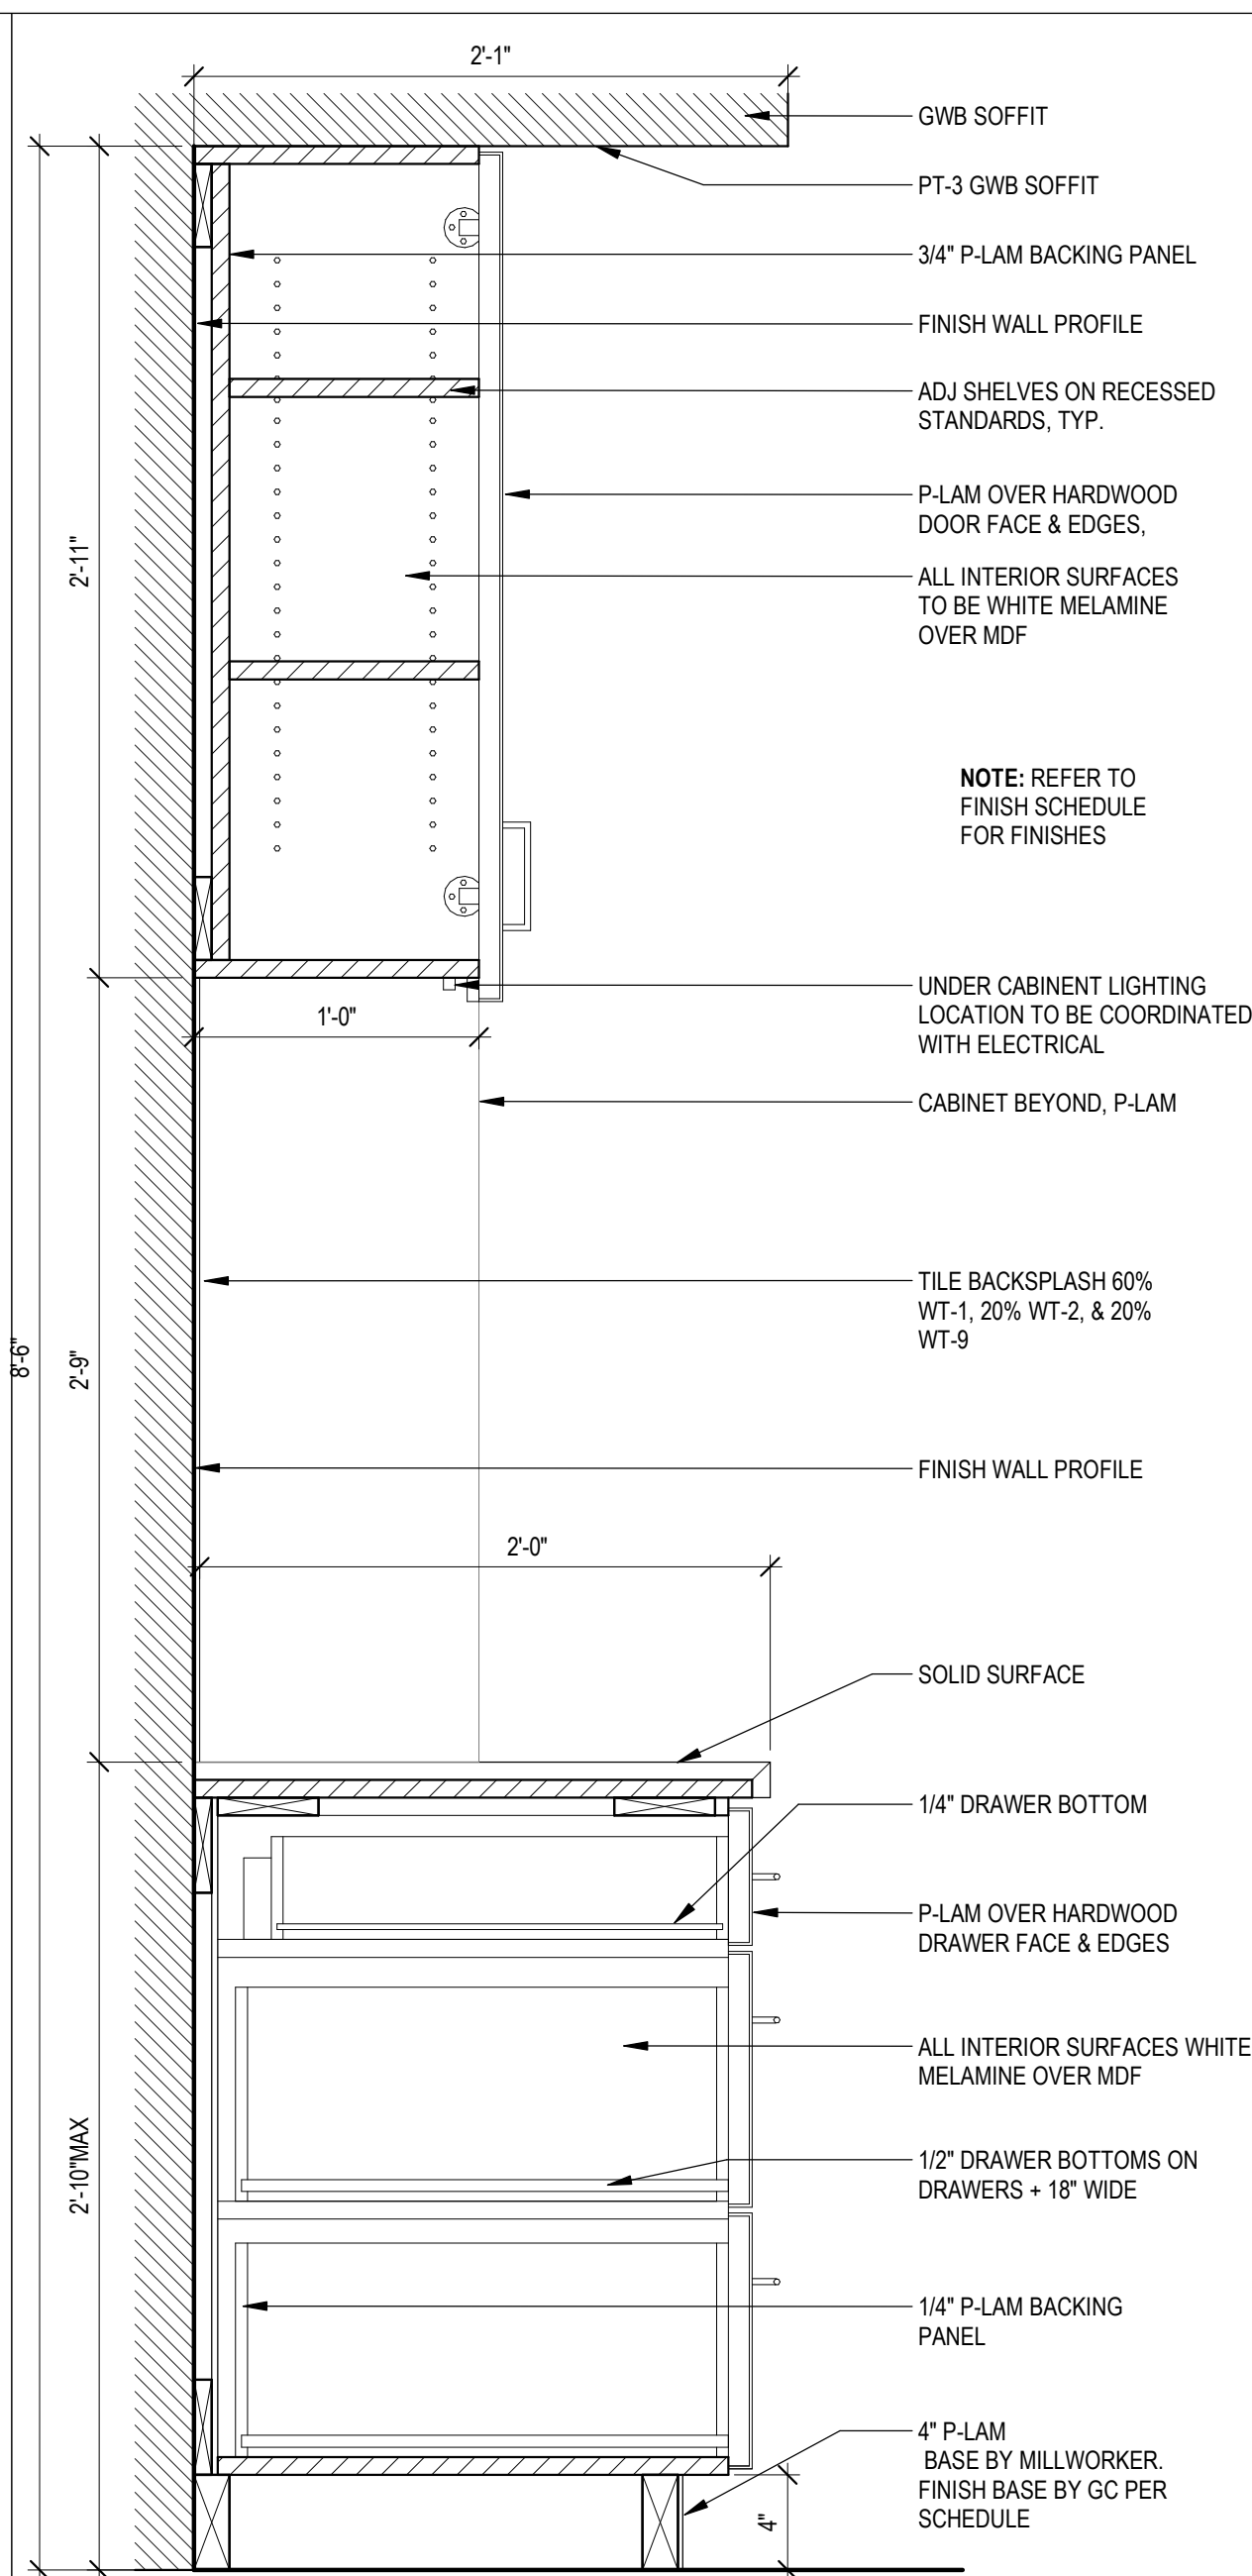 2'-1"
GWB SOFFIT
PT-3 GWB SOFFIT
3/4" P-LAM BACKING PANEL
FINISH WALL PROFILE
ADJ SHELVES ON RECESSED
STANDARDS, TYP.
P-LAM OVER HARDWOOD
DOOR FACE & EDGES,
2'-11"
ALL INTERIOR SURFACES
TO BE WHITE MELAMINE
OVER MDF
NOTE: REFER TO
FINISH SCHEDULE
FOR FINISHES
UNDER CABINENT LIGHTING
LOCATION TO BE COORDINATED
WITH ELECTRICAL
1'-0"
CABINET BEYOND, P-LAM
TILE BACKSPLASH 60%
WT-1, 20% WT-2, & 20%
WT-9
8'-6"
2'-9"
FINISH WALL PROFILE
2'-0"
SOLID SURFACE
1/4" DRAWER BOTTOM
P-LAM OVER HARDWOOD
DRAWER FACE & EDGES
ALL INTERIOR SURFACES WHITE
MELAMINE OVER MDF
2'-10"MAX
1/2" DRAWER BOTTOMS ON
DRAWERS + 18" WIDE
1/4" P-LAM BACKING
PANEL
4" P-LAM
BASE BY MILLWORKER.
FINISH BASE BY GC PER
SCHEDULE
4"